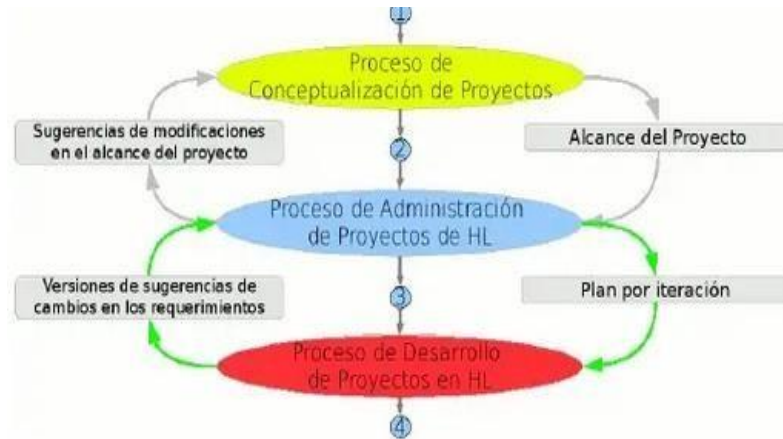 1
Proceso de
Conceptualización de Proyectos
Sugerencias de modificaciones
en el alcance del proyecto
Alcance del Proyecto
2
Proceso de Administración
de Proyectos de HL
Versiones de sugerencias de
cambios en los requerimientos
Plan por iteración
3
Proceso de Desarrollo
de Proyectos en HL
4